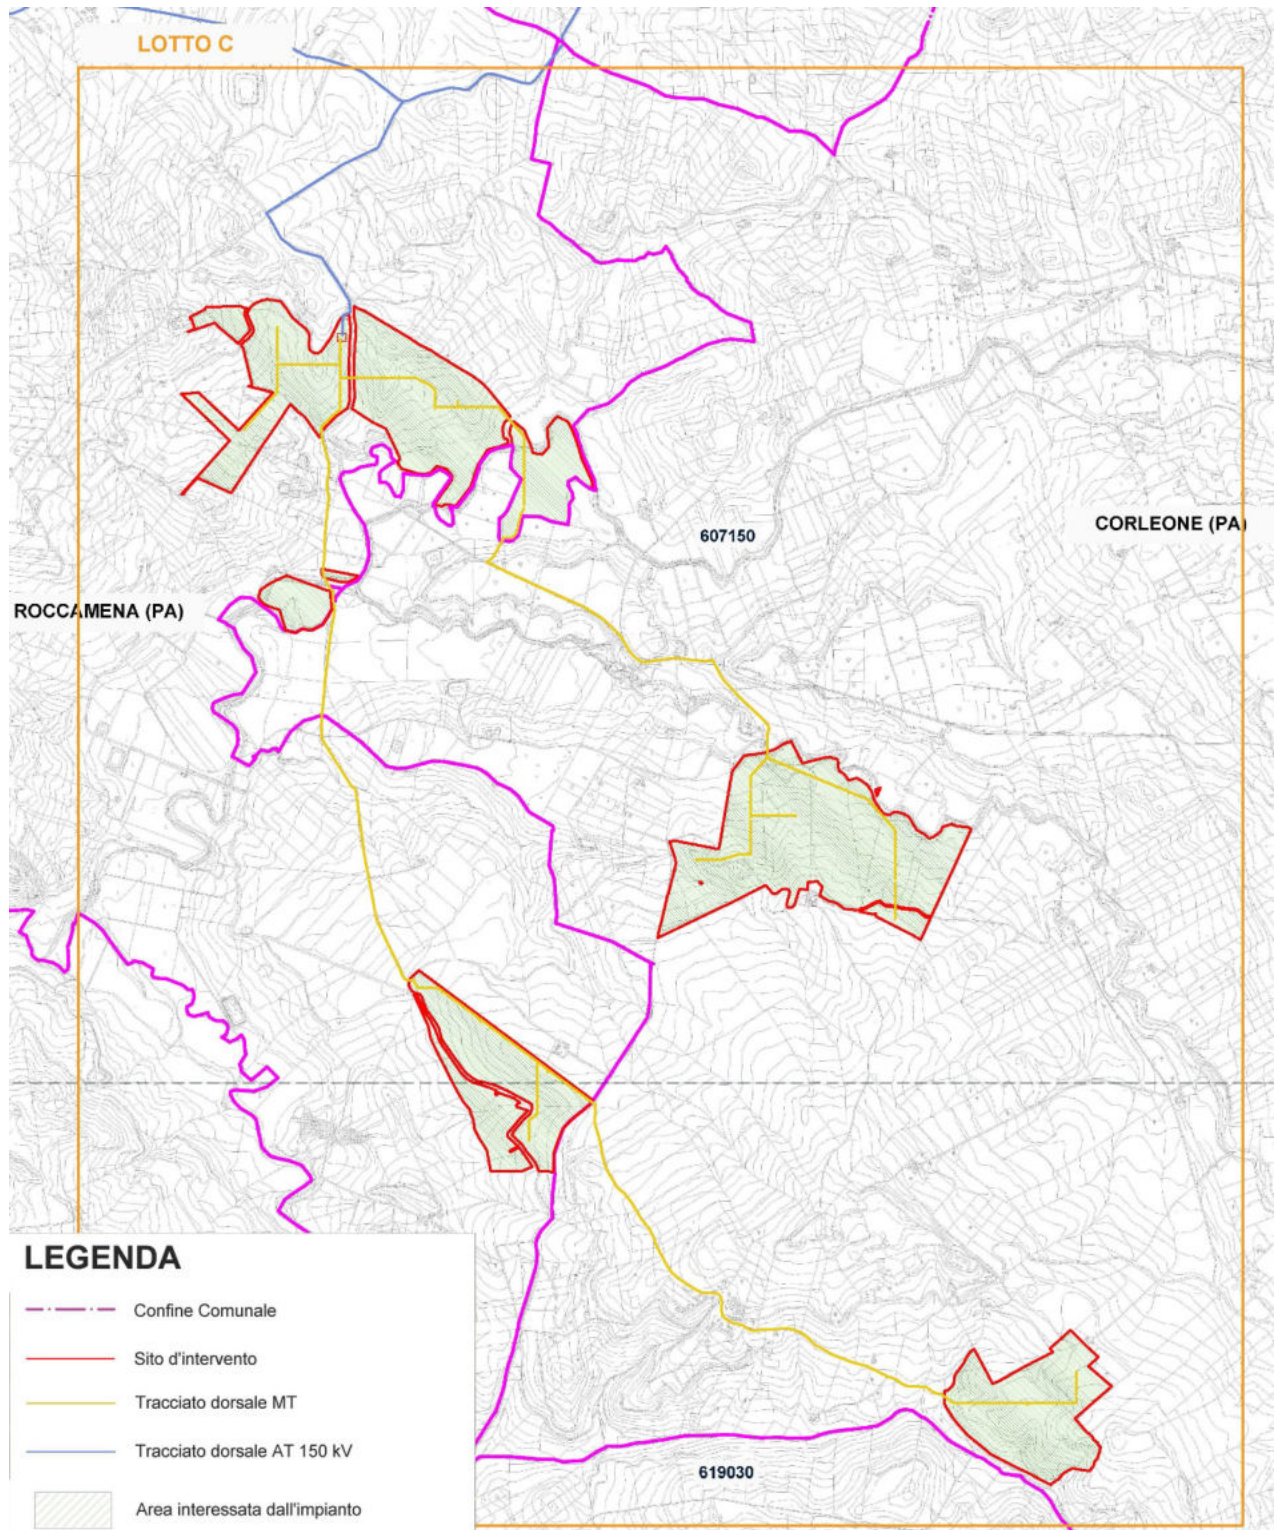 LOTTO C
607150
CORLEONE (PA)
ROCCAMENA (PA)
LEGENDA
Confine Comunale
Sito d'intervento
Tracciato dorsale MT
Tracciato dorsale AT 150 kV
619030
Area interessata dall'impianto